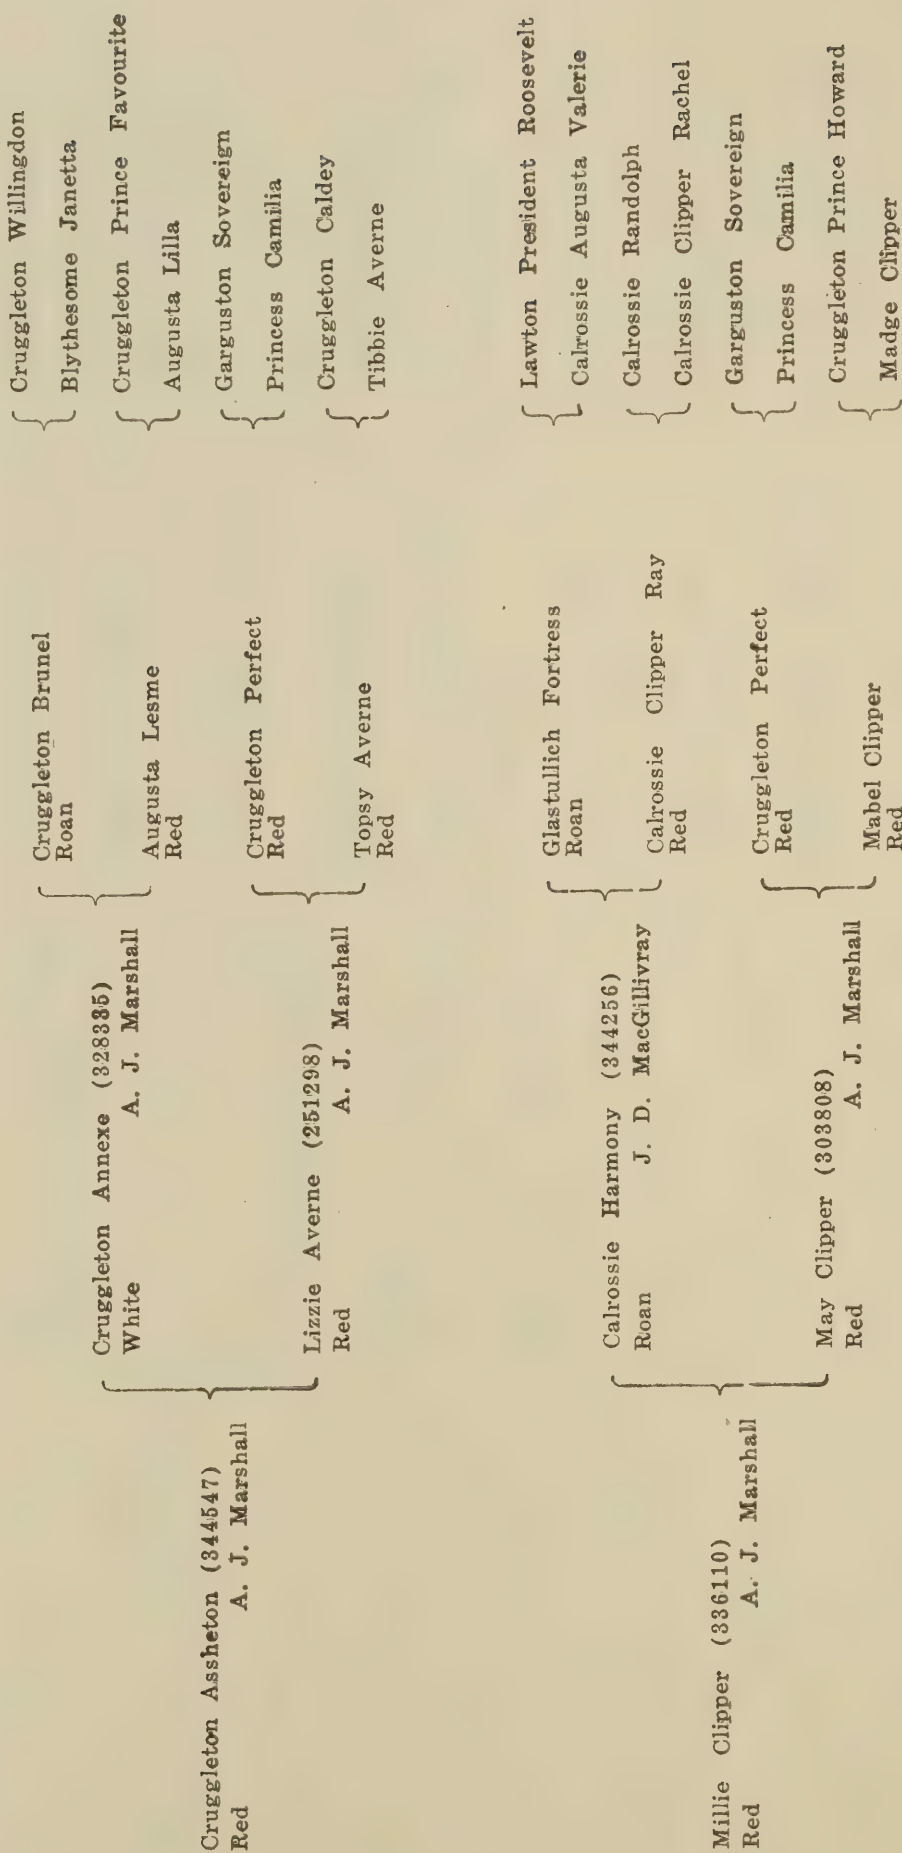 Cruggleton Assheton (344547)
Red A. J. Marshall
Cruggleton Annexe (328335)
White A. J. Marshall
Cruggleton Brunel
Roan
Cruggleton Willingdon
Blythesome Janetta
Augusta Lesme
Red
Cruggleton Prince Favourite
Augusta Lilla
Lizzie Averne (251298)
Red A. J. Marshall
Cruggleton Perfect
Red
Garguston Sovereign
Princess Camilia
Topsy Averne
Red
Cruggleton Caldey
Tibbie Averne
Millie Clipper (336110)
Red A. J. Marshall
Calrossie Harmony (344256)
Roan J. D. MacGillivray
Glastullich Fortress
Roan
Lawton President Roosevelt
Calrossie Augusta Valerie
Calrossie Clipper Ray
Red
Calrossie Randolph
Calrossie Clipper Rachel
May Clipper (303808)
Red A. J. Marshall
Cruggleton Perfect
Red
Garguston Sovereign
Princess Camilia
Mabel Clipper
Red
Cruggleton Prince Howard
Madge Clipper